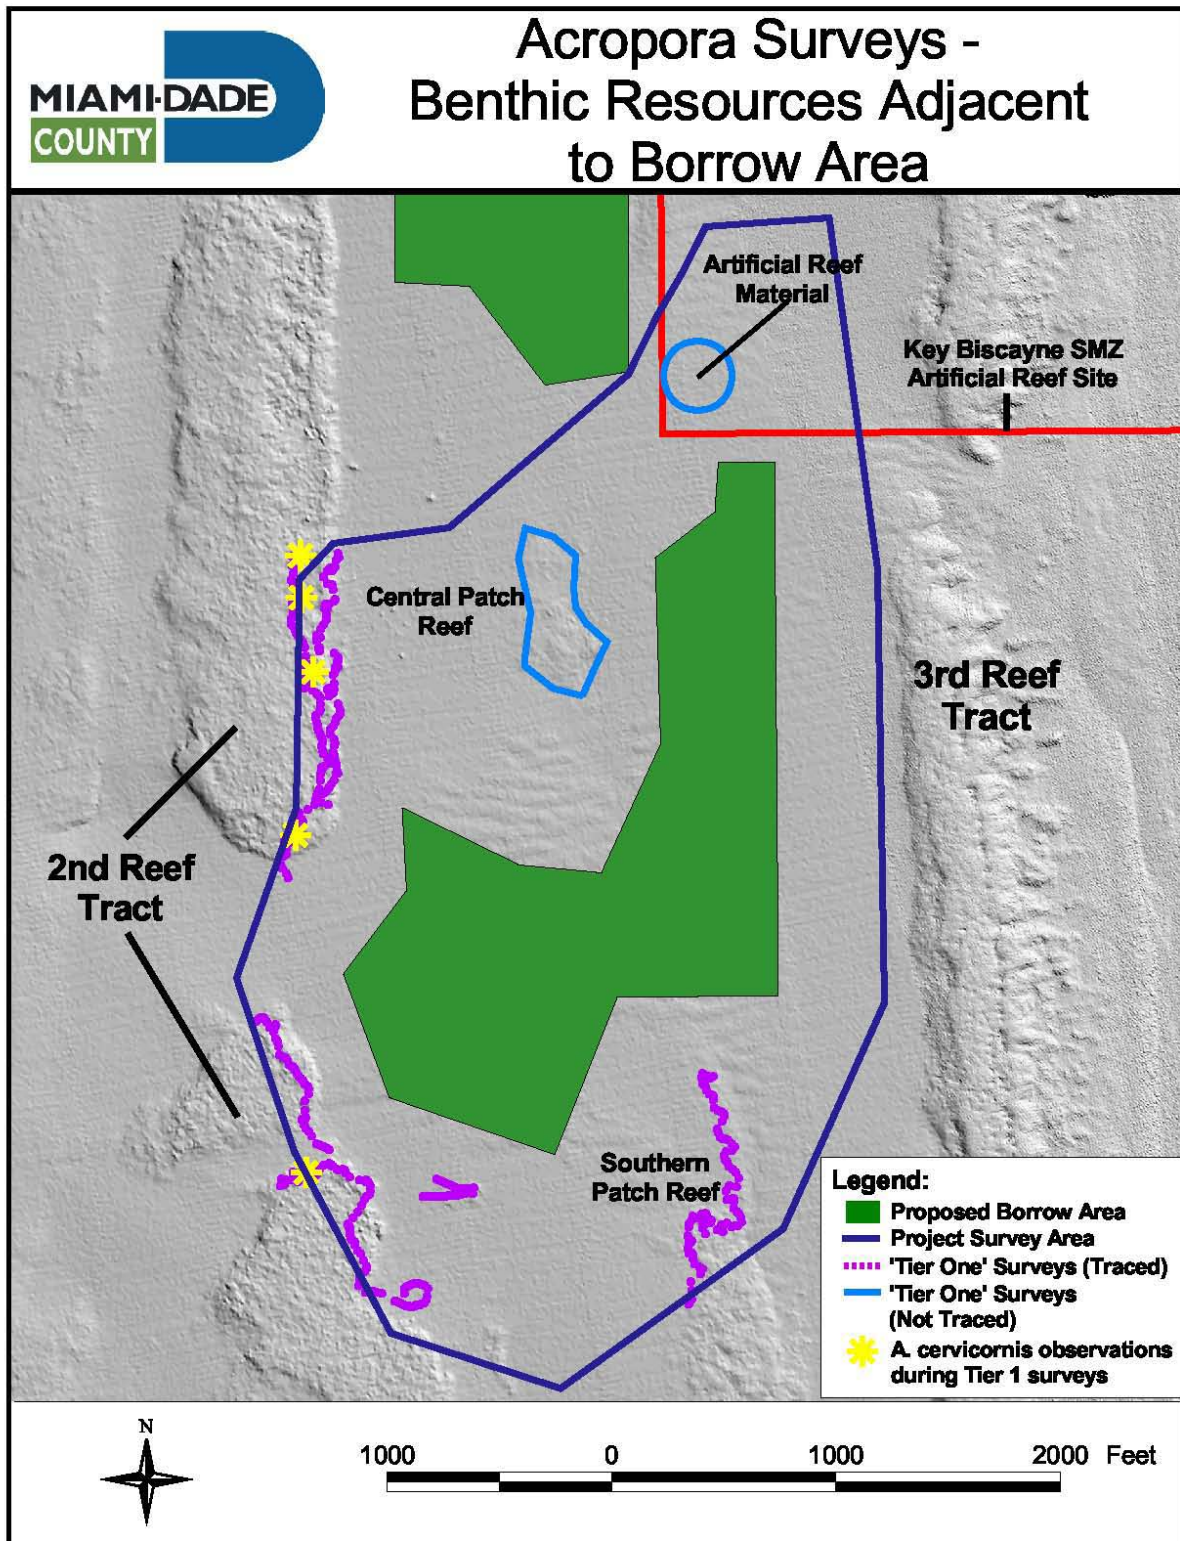 MIAMI-DADE
COUNTY
Acropora Surveys -
Benthic Resources Adjacent
to Borrow Area
Artificial Reef
Material
Key Biscayne SMZ
Artificial Reef Site
Central Patch
Reef
3rd Reef
Tract
2nd Reef
Tract
Southern
Patch Reef
Legend:
Proposed Borrow Area
Project Survey Area
'Tier One' Surveys (Traced)
'Tier One' Surveys
(Not Traced)
A. cervicornis observations
during Tier 1 surveys
N
1000 0 1000 2000 Feet